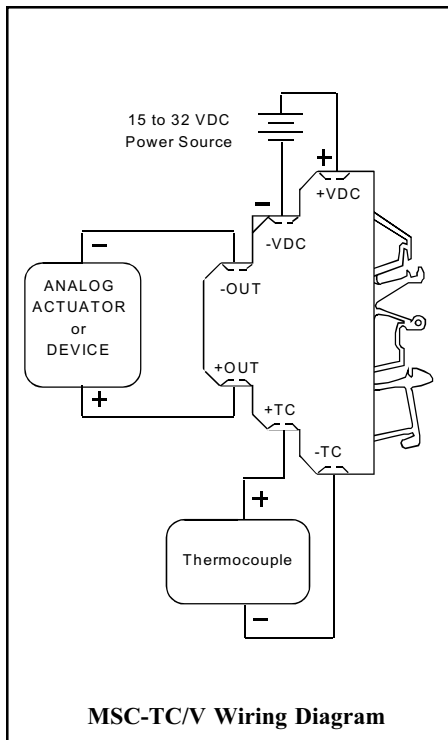 15 to 32 VDC
Power Source
+
+VDC
−
-VDC
−
-OUT
ANALOG
ACTUATOR
or
DEVICE
+OUT
+
+TC
-TC
+
Thermocouple
−
MSC-TC/V Wiring Diagram